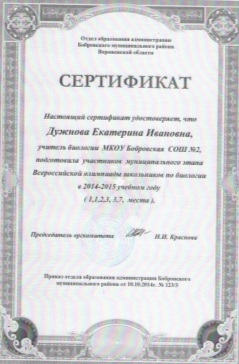 Отдел образования администрации
Бобровского муниципального района
Воронежской области
СЕРТИФИКАТ
Настоящий сертификат удостоверяет, что
Дужнова Екатерина Ивановна,
учитель биологии МКОУ Бобровская СОШ №2,
подготовила участников муниципального этапа
Всероссийской олимпиады школьников по биологии
в 2014-2015 учебном году
( 1,1,2,3, 3,7, места ).
Председатель оргкомитета Н.И. Краснова
Приказ отдела образования администрации Бобровского
муниципального района от 10.10.2014г. № 123/3